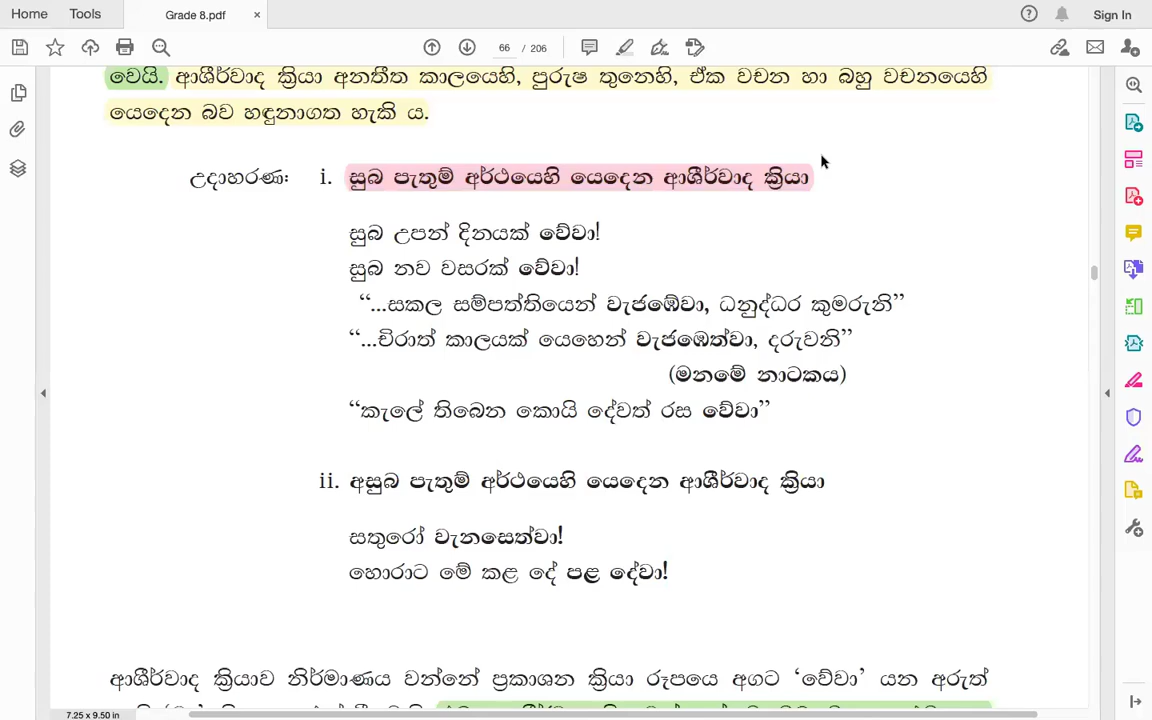 Home Tools Grade 8.pdf × Sign In
66 / 206
වෙයි. ආශීර්වාද ක්‍රියා අනතීත කාලයෙහි, පුරුෂ තුනෙහි, ඒක වචන හා බහු වචනයෙහි
යෙදෙන බව හඳුනාගත හැකි ය.
උදාහරණ: i. සුබ පැතුම් අර්ථයෙහි යෙදෙන ආශීර්වාද ක්‍රියා
සුබ උපන් දිනයක් වේවා!
සුබ නව වසරක් වේවා!
“...සකල සම්පත්තියෙන් වැජඹේවා, ධනුද්ධර කුමරුනි”
“...චිරාත් කාලයක් යෙහෙන් වැජඹෙත්වා, දරුවනි”
(මනමේ නාටකය)
“කැලේ තිබෙන කොයි දේවත් රස වේවා”
ii. අසුබ පැතුම් අර්ථයෙහි යෙදෙන ආශීර්වාද ක්‍රියා
සතුරෝ වැනසෙත්වා!
හොරාට මේ කළ දේ පළ දේවා!
ආශීර්වාද ක්‍රියාව නිර්මාණය වන්නේ ප්‍රකාශන ක්‍රියා රූපයෙ අගට ‘වේවා’ යන අරුත්
7.25 x 9.50 in